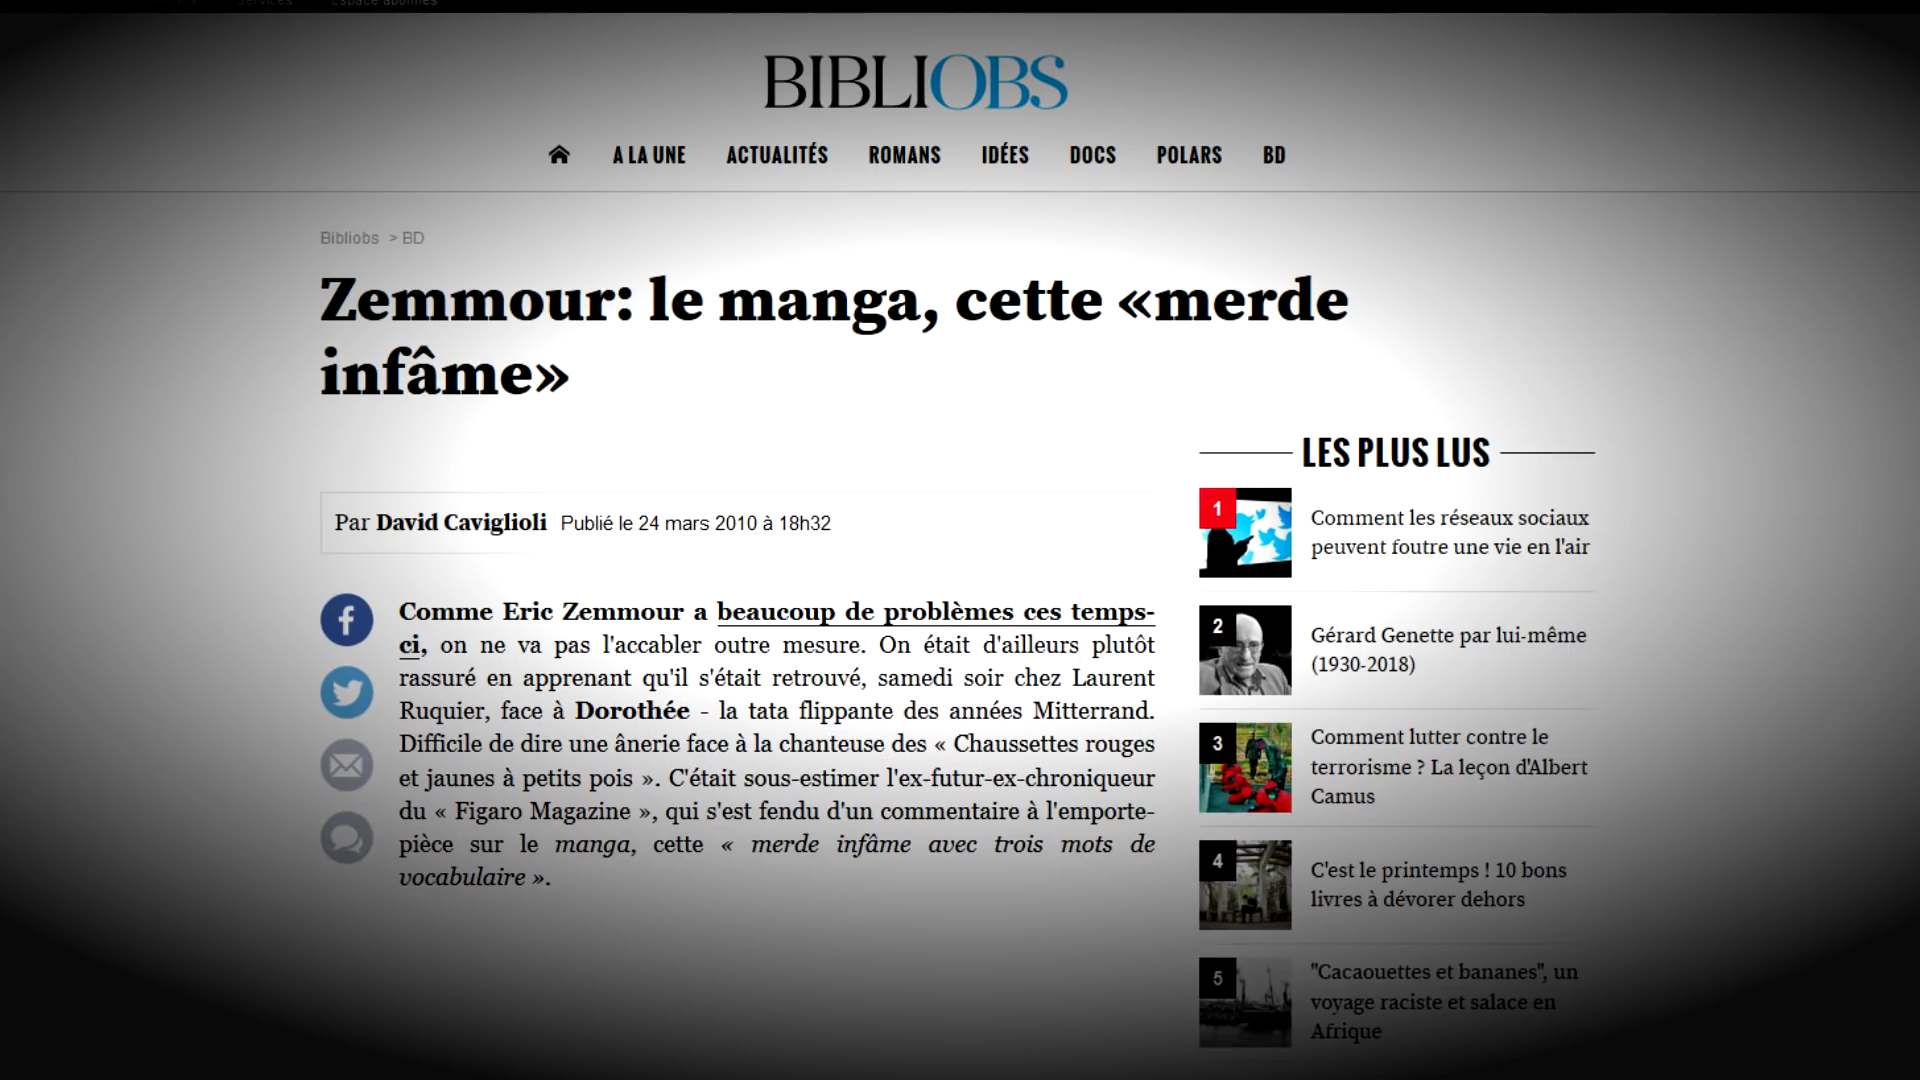 Services Espace abonnés
BIBLIOBS
A LA UNE ACTUALITÉS ROMANS IDÉES DOCS POLARS BD
Bibliobs > BD
Zemmour: le manga, cette «merde
infâme»
Par David Caviglioli Publié le 24 mars 2010 à 18h32
Comme Eric Zemmour a beaucoup de problèmes ces temps-
ci, on ne va pas l'accabler outre mesure. On était d'ailleurs plutôt
rassuré en apprenant qu'il s'était retrouvé, samedi soir chez Laurent
Ruquier, face à Dorothée - la tata flippante des années Mitterrand.
Difficile de dire une ânerie face à la chanteuse des « Chaussettes rouges
et jaunes à petits pois ». C'était sous-estimer l'ex-futur-ex-chroniqueur
du « Figaro Magazine », qui s'est fendu d'un commentaire à l'emporte-
pièce sur le manga, cette « merde infâme avec trois mots de
vocabulaire ».
LES PLUS LUS
1
Comment les réseaux sociaux
peuvent foutre une vie en l'air
2
Gérard Genette par lui-même
(1930-2018)
3
Comment lutter contre le
terrorisme ? La leçon d'Albert
Camus
4
C'est le printemps ! 10 bons
livres à dévorer dehors
5
"Cacaouettes et bananes", un
voyage raciste et salace en
Afrique